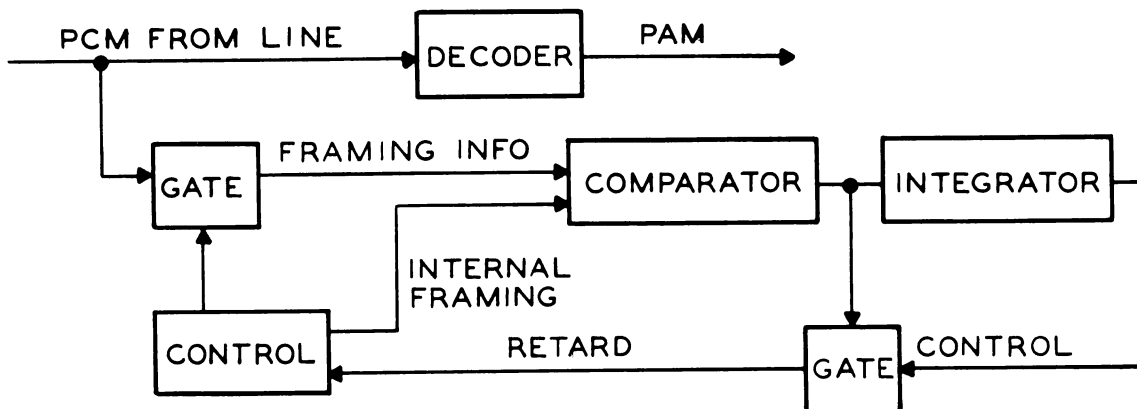 PCM FROM LINE
DECODER
PAM
GATE
FRAMING INFO
COMPARATOR
INTEGRATOR
INTERNAL
FRAMING
CONTROL
RETARD
GATE
CONTROL